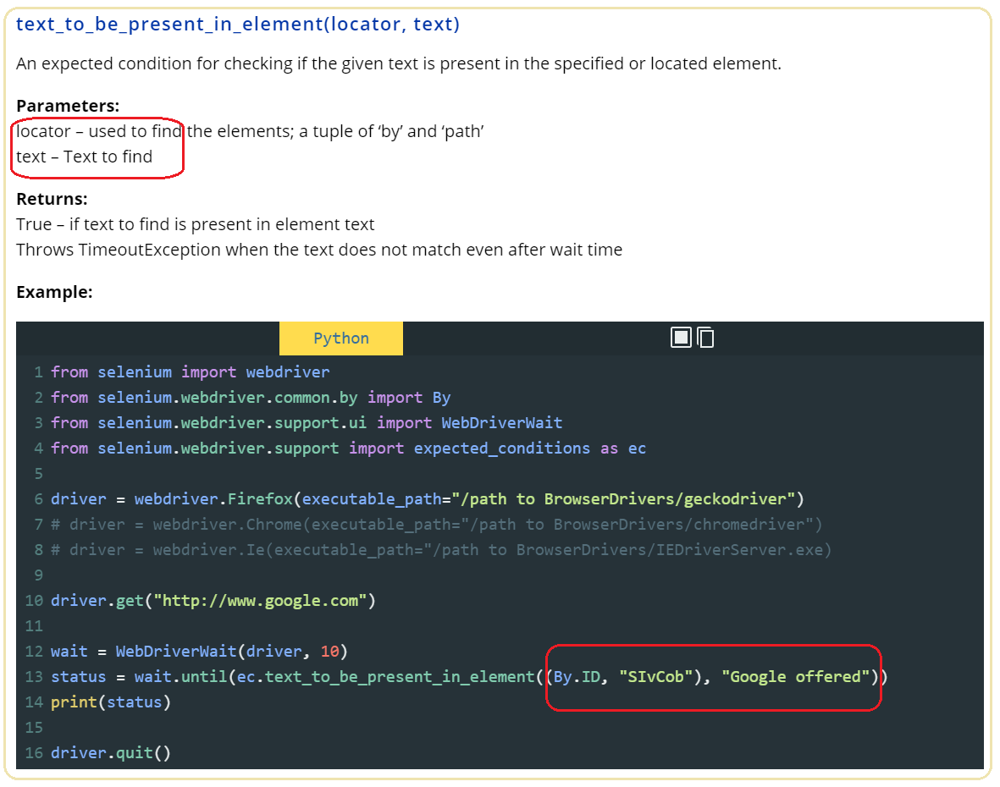 text_to_be_present_in_element(locator, text)
An expected condition for checking if the given text is present in the specified or located element.
Parameters:
locator – used to find the elements; a tuple of ‘by’ and ‘path’
text – Text to find
Returns:
True – if text to find is present in element text
Throws TimeoutException when the text does not match even after wait time
Example:
Python
1 from selenium import webdriver
2 from selenium.webdriver.common.by import By
3 from selenium.webdriver.support.ui import WebDriverWait
4 from selenium.webdriver.support import expected_conditions as ec
5
6 driver = webdriver.Firefox(executable_path="/path to BrowserDrivers/geckodriver")
7 # driver = webdriver.Chrome(executable_path="/path to BrowserDrivers/chromedriver")
8 # driver = webdriver.Ie(executable_path="/path to BrowserDrivers/IEDriverServer.exe)
9
10 driver.get("http://www.google.com")
11
12 wait = WebDriverWait(driver, 10)
13 status = wait.until(ec.text_to_be_present_in_element((By.ID, "SIvCob"), "Google offered"))
14 print(status)
15
16 driver.quit()